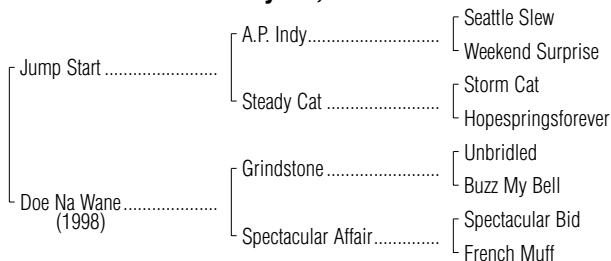 Seattle Slew
A.P. Indy
Weekend Surprise
Jump Start
Storm Cat
Steady Cat
Hopespringsforever
Unbridled
Grindstone
Buzz My Bell
Doe Na Wane
(1998)
Spectacular Bid
Spectacular Affair
French Muff